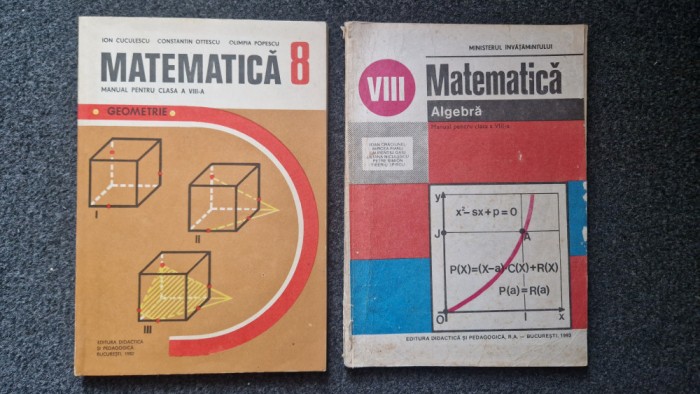 ION CUCULESCU CONSTANTIN OTTESCU OLIMPIA POPESCU
MATEMATICĂ 8
MANUAL PENTRU CLASA A VIII-A
GEOMETRIE
I
II
III
EDITURA DIDACTICĂ
ȘI PEDAGOGICĂ,
BUCUREȘTI,
MINISTERUL ÎNVĂȚĂMÎNTULUI
VIII Matematică
Algebră
Manual pentru clasa a VIII-a
y
x²-sx+p=0
J
A
P(X)=(X-a)·C(X)+R(X)
P(a)=R(a)
O
I
x
EDITURA DIDACTICĂ ȘI PEDAGOGICĂ, R.A. — BUCUREȘTI,